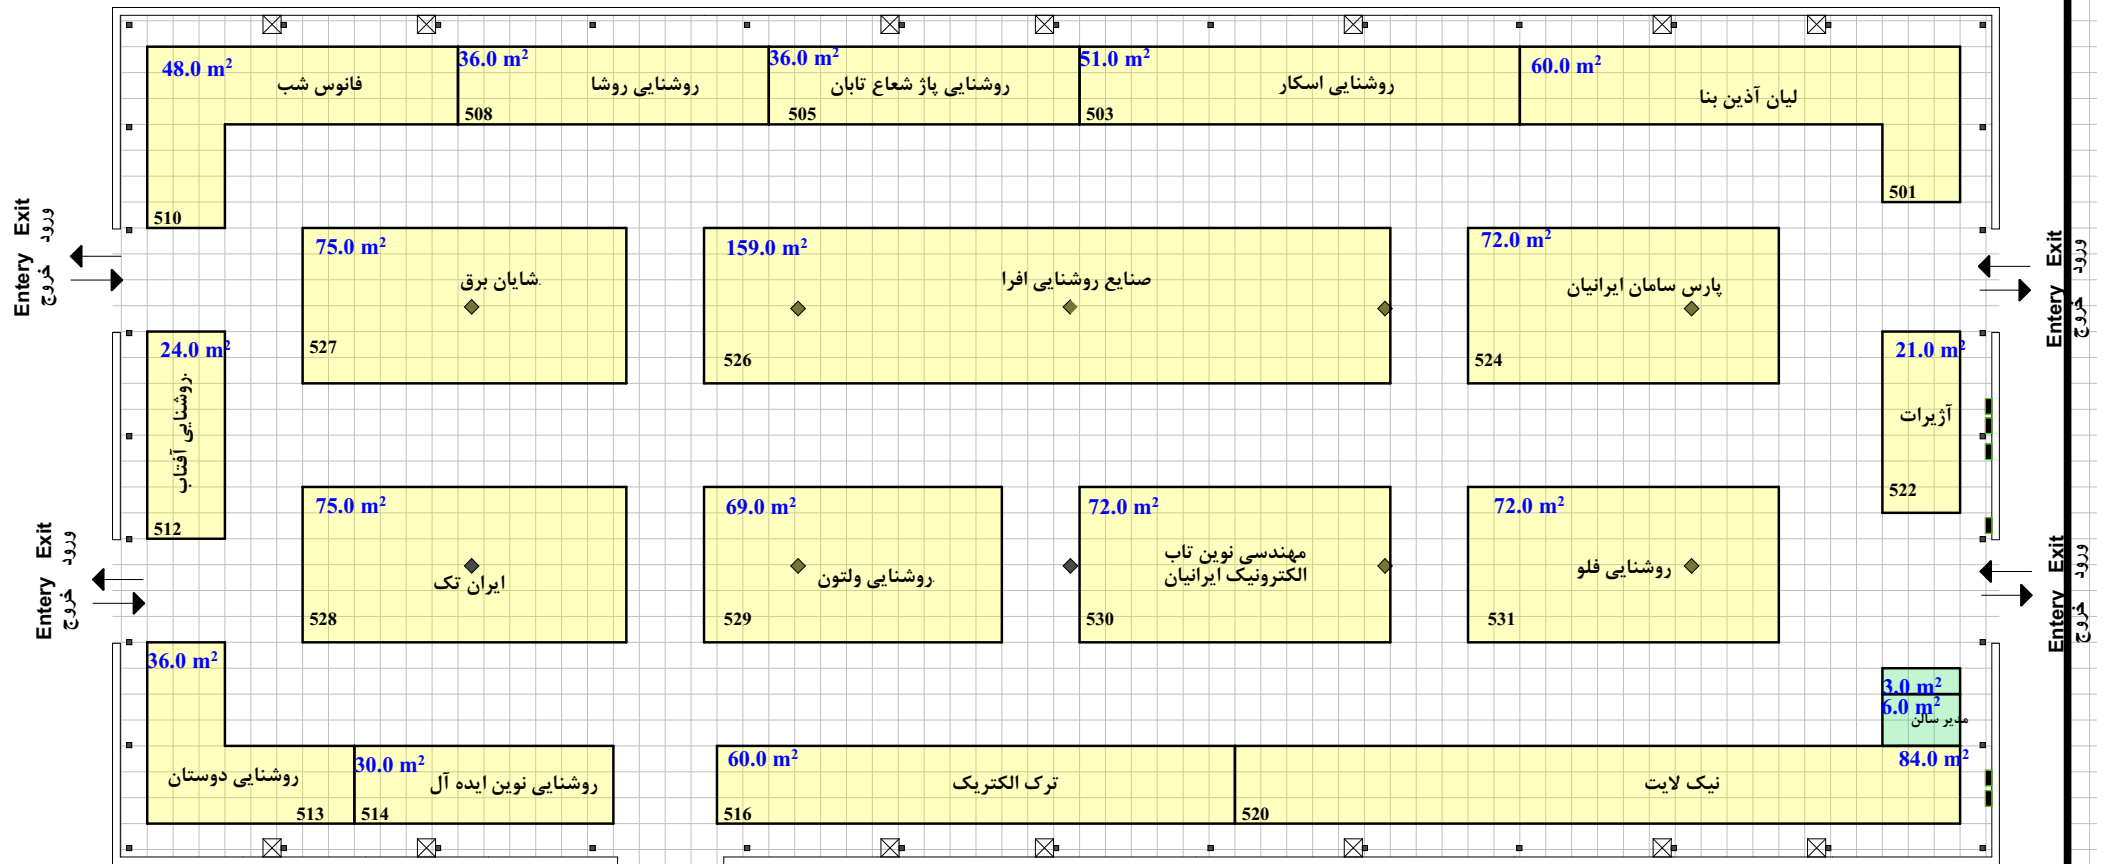 48.0 m²
فانوس شب
510
36.0 m²
روشنایی روشا
508
36.0 m²
روشنایی پاژ شعاع تابان
505
51.0 m²
روشنایی اسکار
503
60.0 m²
لیان آذین بنا
501
Entery Exit
ورود
خروج
75.0 m²
شایان برق
527
159.0 m²
صنایع روشنایی افرا
526
72.0 m²
پارس سامان ایرانیان
524
Entery Exit
ورود
خروج
24.0 m²
روشنایی آفتاب
512
21.0 m²
آژیرات
522
Entery Exit
ورود
خروج
75.0 m²
ایران تک
528
69.0 m²
روشنایی ولتون
529
72.0 m²
مهندسی نوین تاب
الکترونیک ایرانیان
530
72.0 m²
روشنایی فلو
531
Entery Exit
ورود
خروج
36.0 m²
روشنایی دوستان
513
30.0 m²
روشنایی نوین ایده آل
514
60.0 m²
ترک الکتریک
516
3.0 m²
6.0 m²
مدیر سالن
84.0 m²
نیک لایت
520